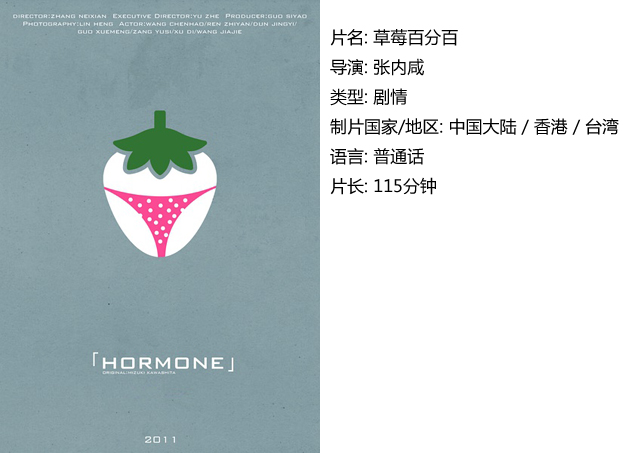 DIRECTOR:ZHANG NEIXIAN EXECUTIVE DIRECTOR:YU ZHE PRODUCER:GUO SIYAO
PHOTOGRAPHY:LIN HENG ACTOR:WANG CHENHAO/REN ZHIYAN/DUN JINGYI/
GUO XUEMENG/ZANG YUSI/XU DI/WANG JIAJIE
「HORMONE」
ORIGINAL:MIZUKI KAWASHITA
2011
片名: 草莓百分百
导演: 张内咸
类型: 剧情
制片国家/地区: 中国大陆 / 香港 / 台湾
语言: 普通话
片长: 115分钟